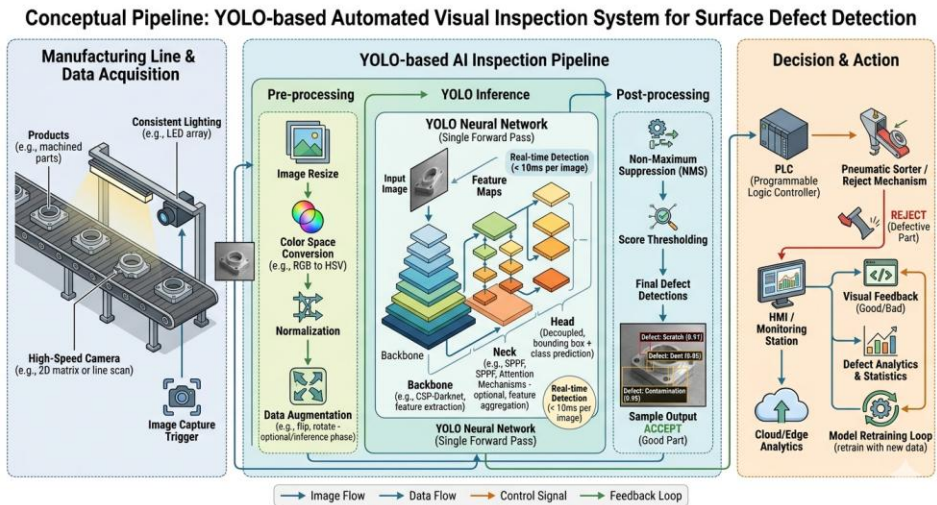 Conceptual Pipeline: YOLO-based Automated Visual Inspection System for Surface Defect Detection
Manufacturing Line &
Data Acquisition
Products
(e.g., machined
parts)
Consistent Lighting
(e.g., LED array)
High-Speed Camera
(e.g., 2D matrix or line scan)
Image Capture
Trigger
YOLO-based AI Inspection Pipeline
Pre-processing
Image Resize
Color Space
Conversion
(e.g., RGB to HSV)
Normalization
Data Augmentation
(e.g., flip, rotate -
optional/inference phase)
YOLO Inference
YOLO Neural Network
(Single Forward Pass)
Input
Image
Real-time Detection
(< 10ms per image)
Feature
Maps
Backbone
Backbone
(e.g., CSP-Darknet,
feature extraction)
Neck
(e.g., SPPF,
SPPF, Attention
Mechanisms -
optional, feature
aggregation)
Head
(Decoupled,
bounding box +
class prediction)
Real-time
Detection
(< 10ms per
image)
YOLO Neural Network
(Single Forward Pass)
Post-processing
Non-Maximum
Suppression (NMS)
Score Thresholding
Final Defect
Detections
Defect: Scratch (0.91)
Defect: Dent (0-85)
Defect: Contamination
(0.95)
Sample Output
ACCEPT
(Good Part)
Decision & Action
PLC
(Programmable
Logic Controller)
Pneumatic Sorter /
Reject Mechanism
REJECT
(Defective
Part)
HMI /
Monitoring
Station
Visual Feedback
(Good/Bad)
Defect Analytics
& Statistics
Cloud/Edge
Analytics
Model Retraining Loop
(retrain with new data)
Image Flow
Data Flow
Control Signal
Feedback Loop